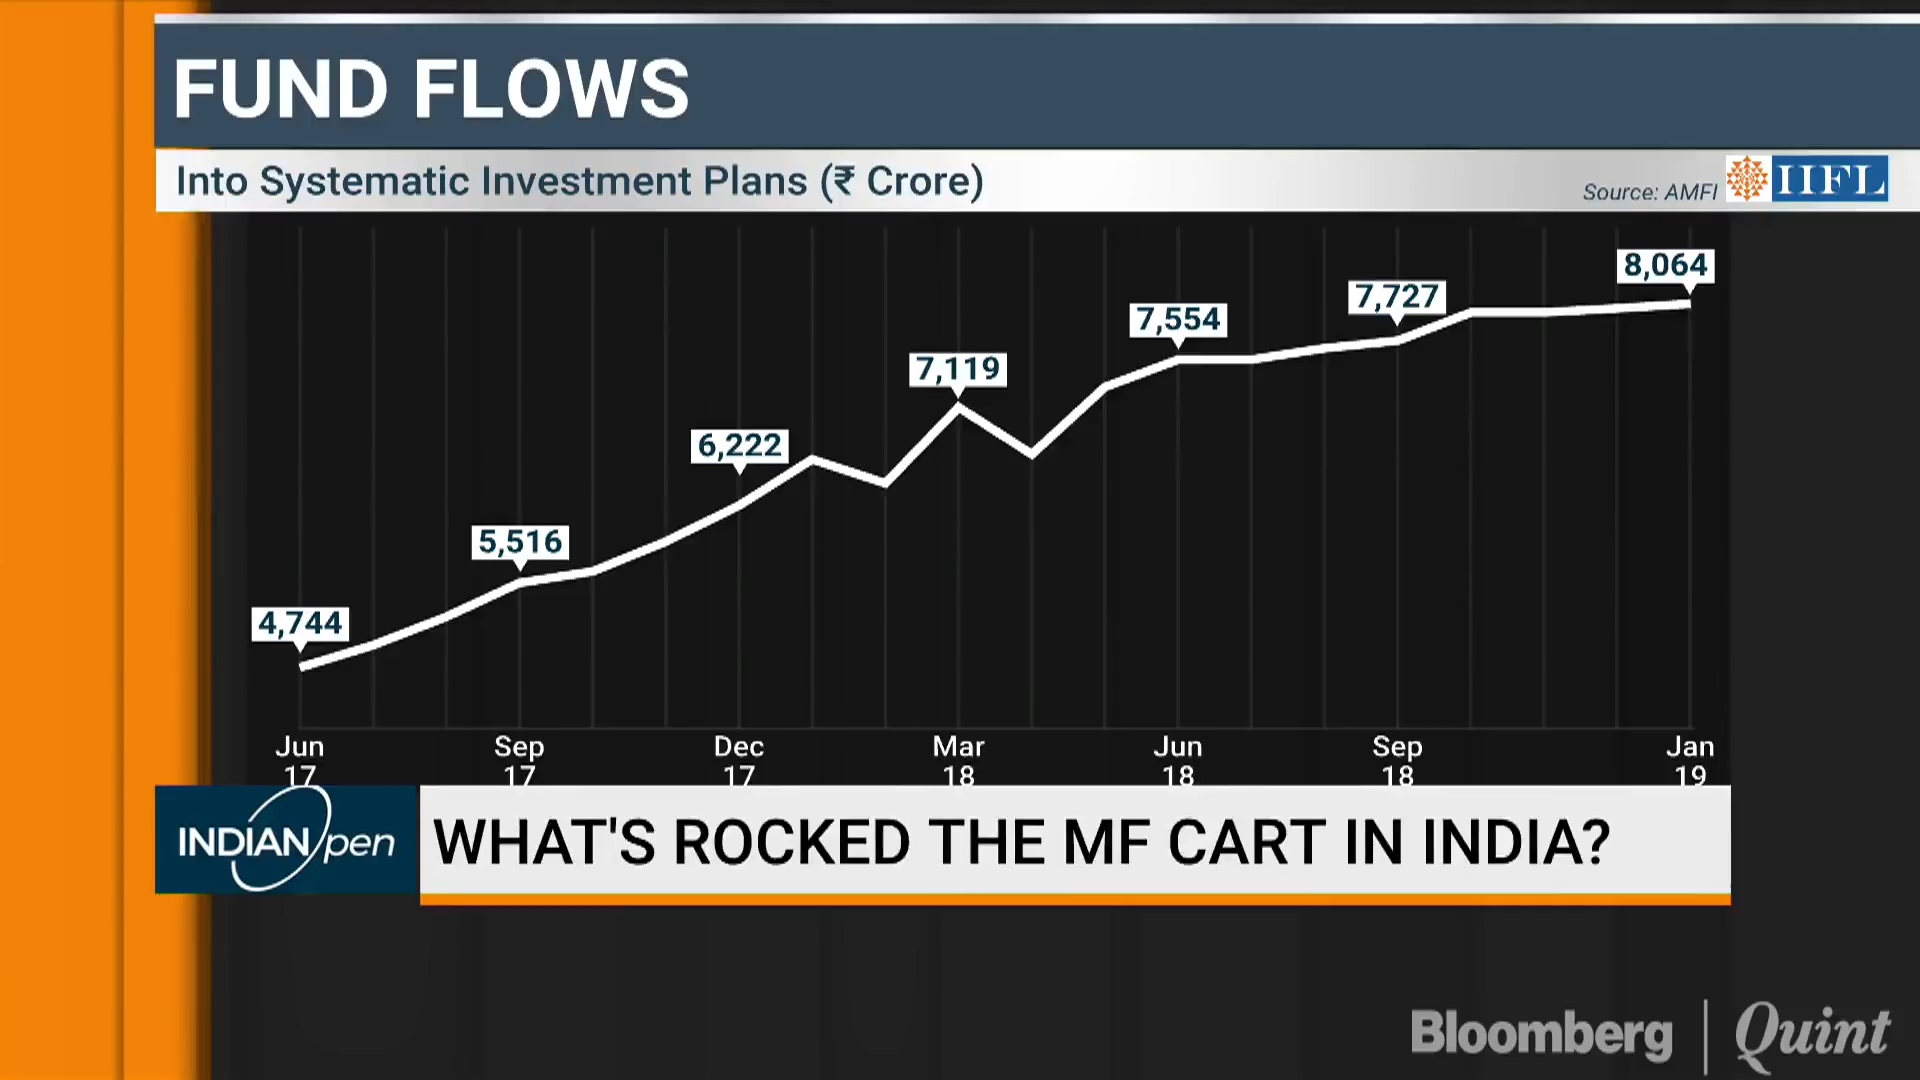 FUND FLOWS
Into Systematic Investment Plans (₹ Crore)
Source: AMFI IIFL
8,064
7,727
7,554
7,119
6,222
5,516
4,744
Jun Sep Dec Mar Jun Sep Jan
17 17 17 18 18 18 19
INDIAN Open WHAT'S ROCKED THE MF CART IN INDIA?
Bloomberg | Quint